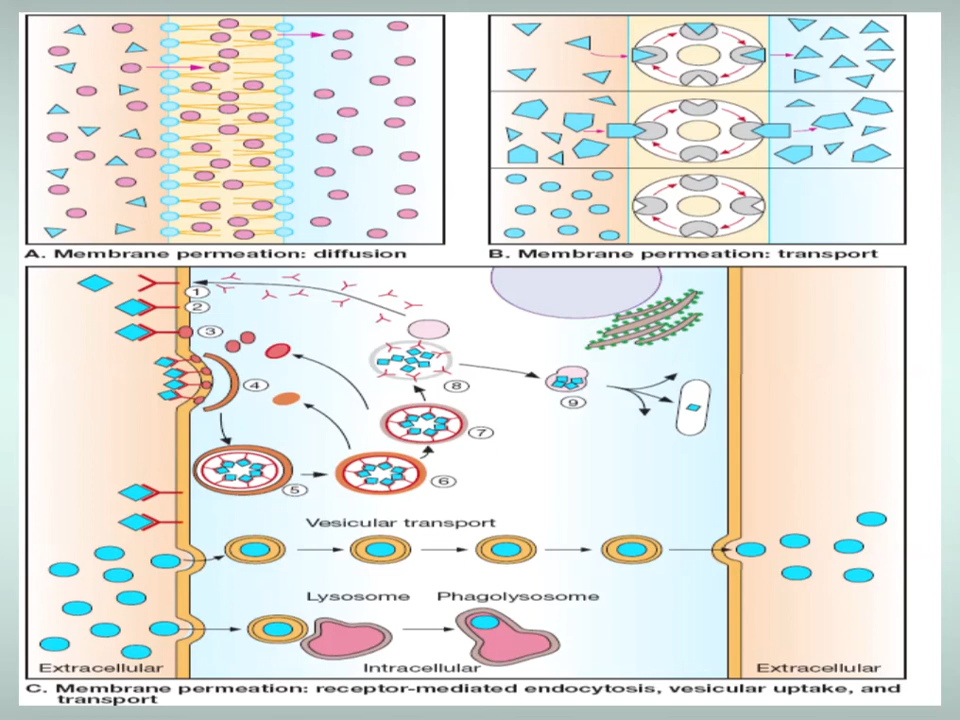 A. Membrane permeation: diffusion
B. Membrane permeation: transport
1
2
3
4
5
6
7
8
9
Vesicular transport
Lysosome Phagolysosome
Extracellular Intracellular Extracellular
C. Membrane permeation: receptor-mediated endocytosis, vesicular uptake, and
transport